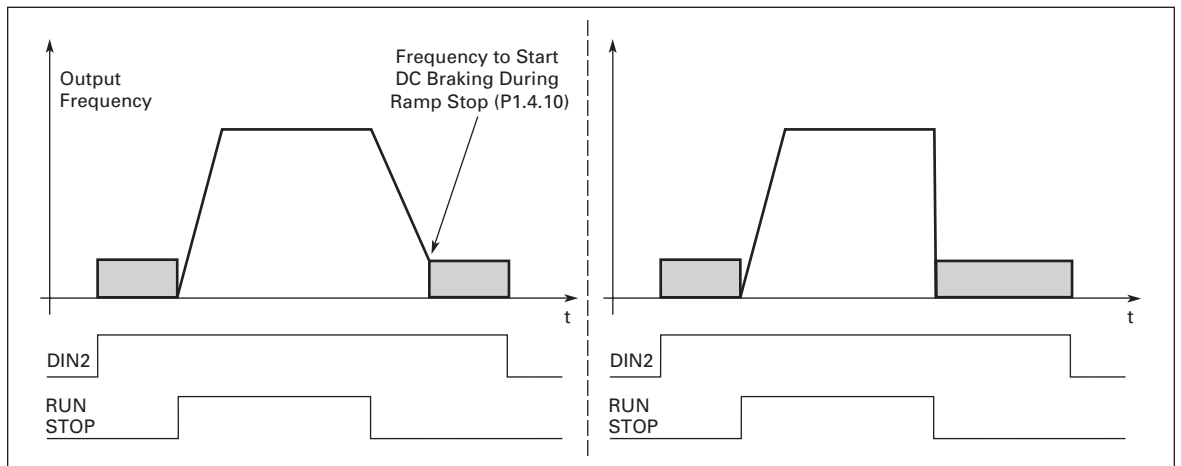 Output
Frequency
Frequency to Start
DC Braking During
Ramp Stop (P1.4.10)
t
DIN2
RUN
STOP
t
DIN2
RUN
STOP